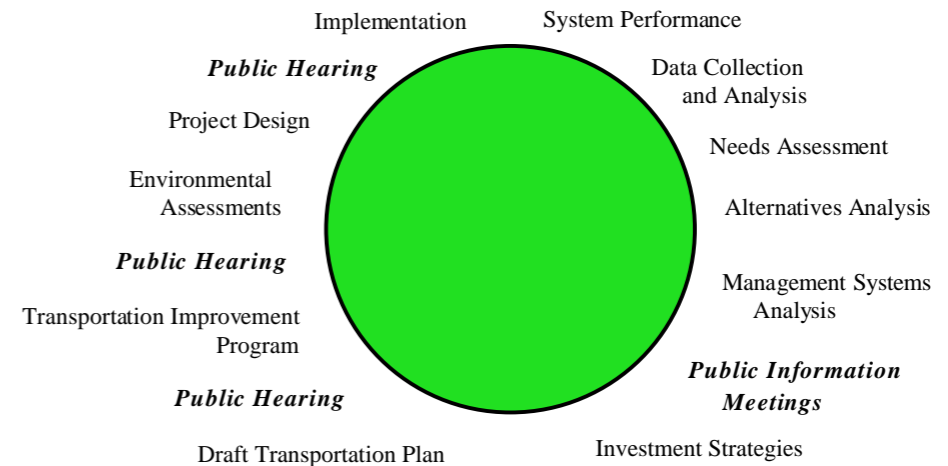 System Performance
Data Collection
and Analysis
Needs Assessment
Alternatives Analysis
Management Systems
Analysis
Public Information
Meetings
Investment Strategies
Draft Transportation Plan
Public Hearing
Transportation Improvement
Program
Public Hearing
Environmental
Assessments
Project Design
Public Hearing
Implementation